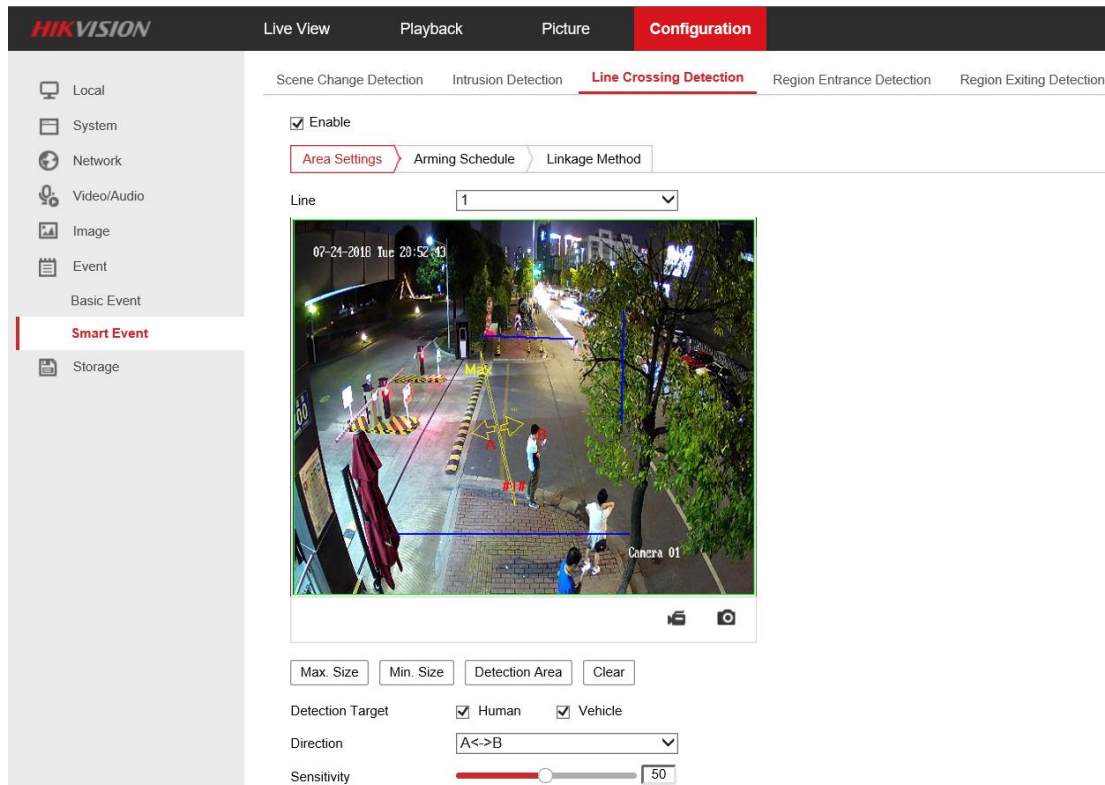 HIKVISION
Live View Playback Picture Configuration
Local
System
Network
Video/Audio
Image
Event
Basic Event
Smart Event
Storage
Scene Change Detection Intrusion Detection Line Crossing Detection Region Entrance Detection Region Exiting Detection
Enable
Area Settings Arming Schedule Linkage Method
Line 1
07-24-2018 Tue 20:52:43
Max.
A
#1#
Camera 01
Max. Size Min. Size Detection Area Clear
Detection Target Human Vehicle
Direction A<->B
Sensitivity 50